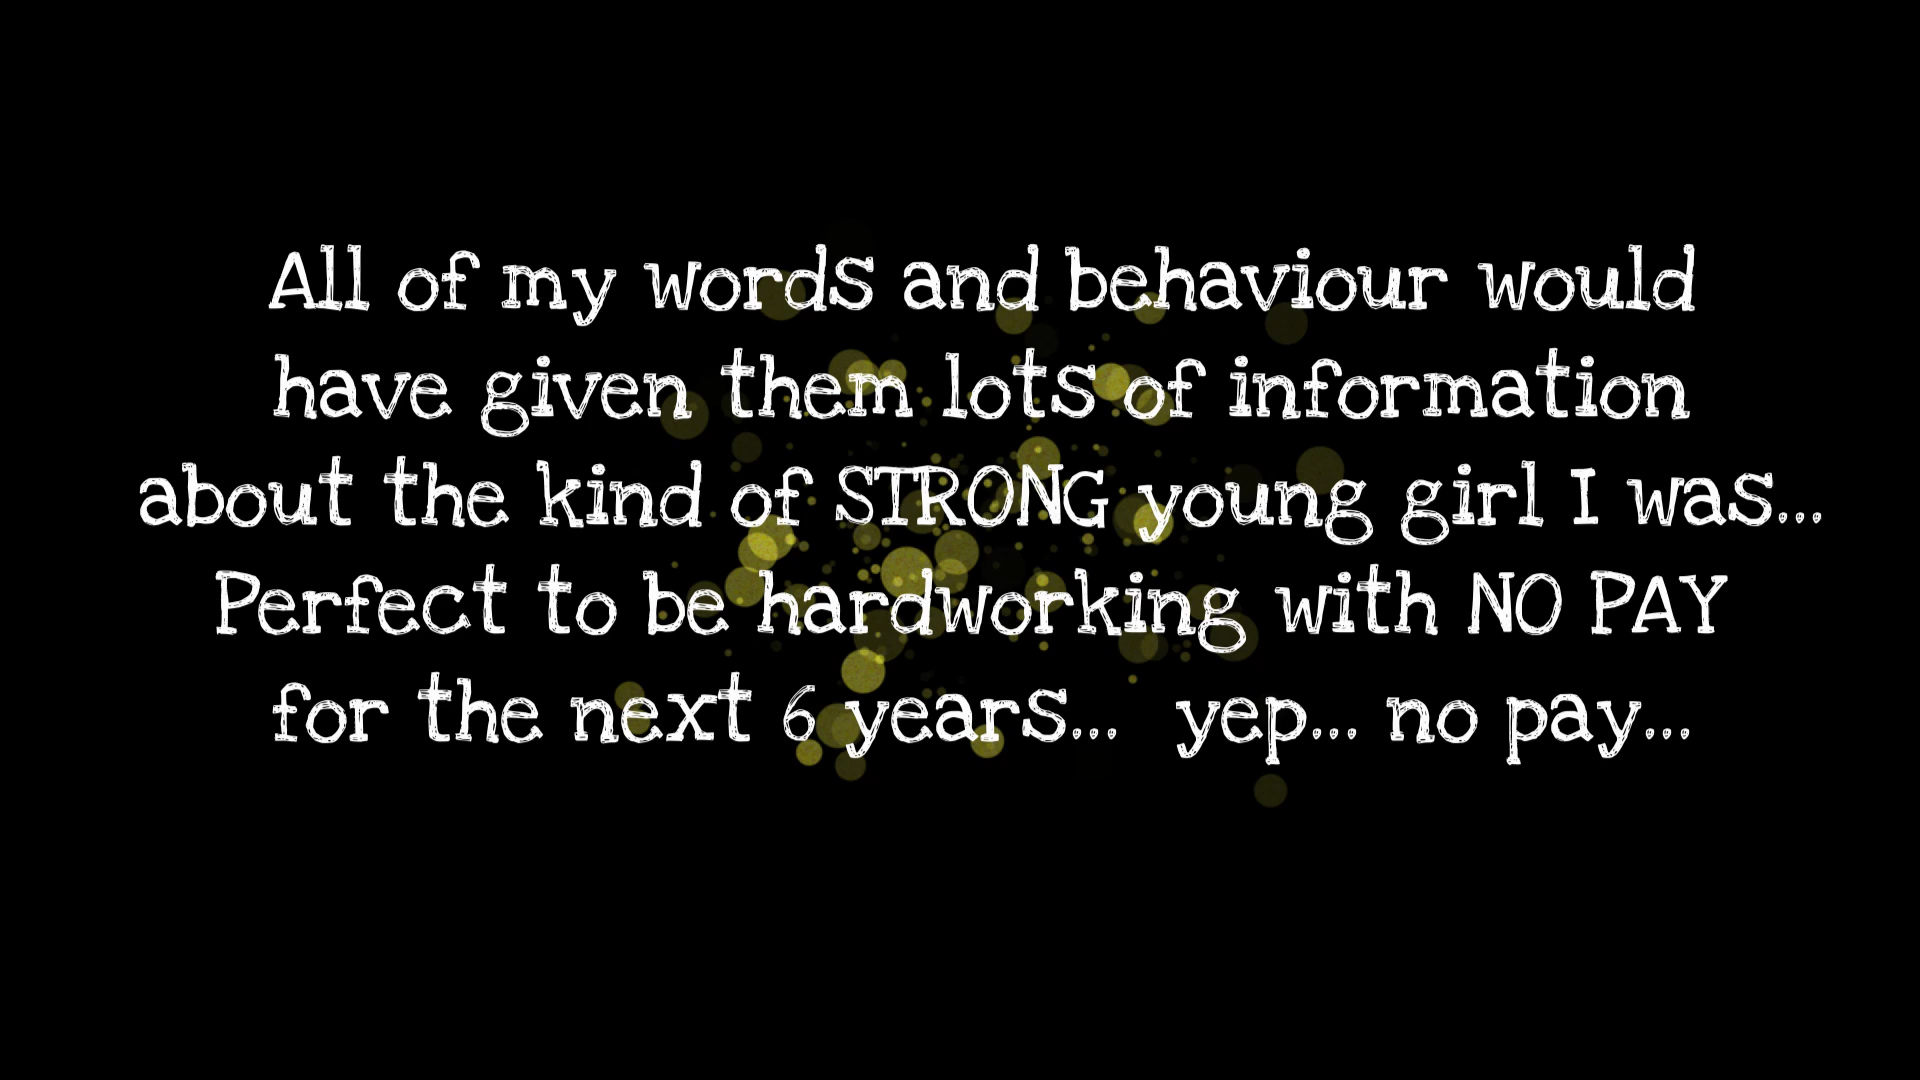 All of my words and behaviour would
have given them lots of information
about the kind of STRONG young girl I was...
Perfect to be hardworking with NO PAY
for the next 6 years... yep... no pay...